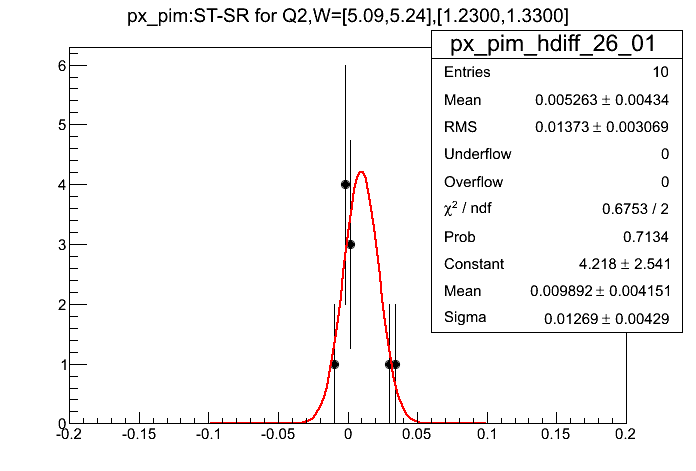 px_pim:ST-SR for Q2,W=[5.09,5.24],[1.2300,1.3300]
px_pim_hdiff_26_01
Entries 10
Mean 0.005263 ± 0.00434
RMS 0.01373 ± 0.003069
Underflow 0
Overflow 0
χ² / ndf 0.6753 / 2
Prob 0.7134
Constant 4.218 ± 2.541
Mean 0.009892 ± 0.004151
Sigma 0.01269 ± 0.00429
6
5
4
3
2
1
0
-0.2 -0.15 -0.1 -0.05 0 0.05 0.1 0.15 0.2